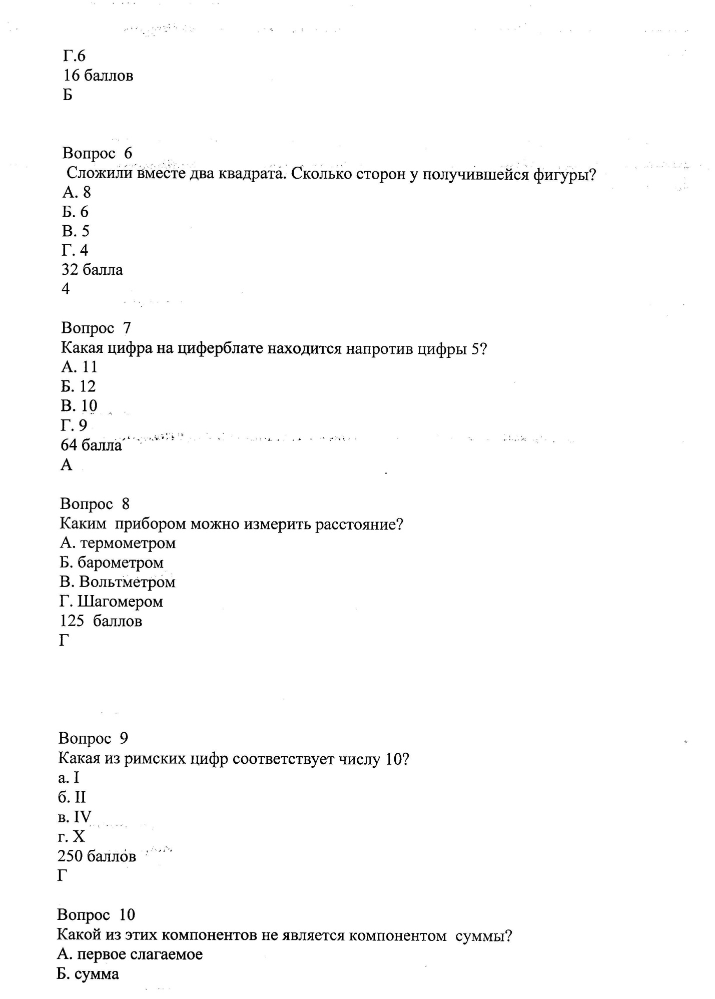 Г.6
16 баллов
Б
Вопрос  6
Сложили вместе два квадрата. Сколько сторон у получившейся фигуры?
А. 8
Б. 6
В. 5
Г. 4
32 балла
4
Вопрос  7
Какая цифра на циферблате находится напротив цифры 5?
А. 11
Б. 12
В. 10
Г. 9
64 балла
А
Вопрос  8
Каким  прибором можно измерить расстояние?
А. термометром
Б. барометром
В. Вольтметром
Г. Шагомером
125  баллов
Г
Вопрос  9
Какая из римских цифр соответствует числу 10?
а. I
б. II
в. IV
г. X
250 баллов
Г
Вопрос  10
Какой из этих компонентов не является компонентом  суммы?
А. первое слагаемое
Б. сумма